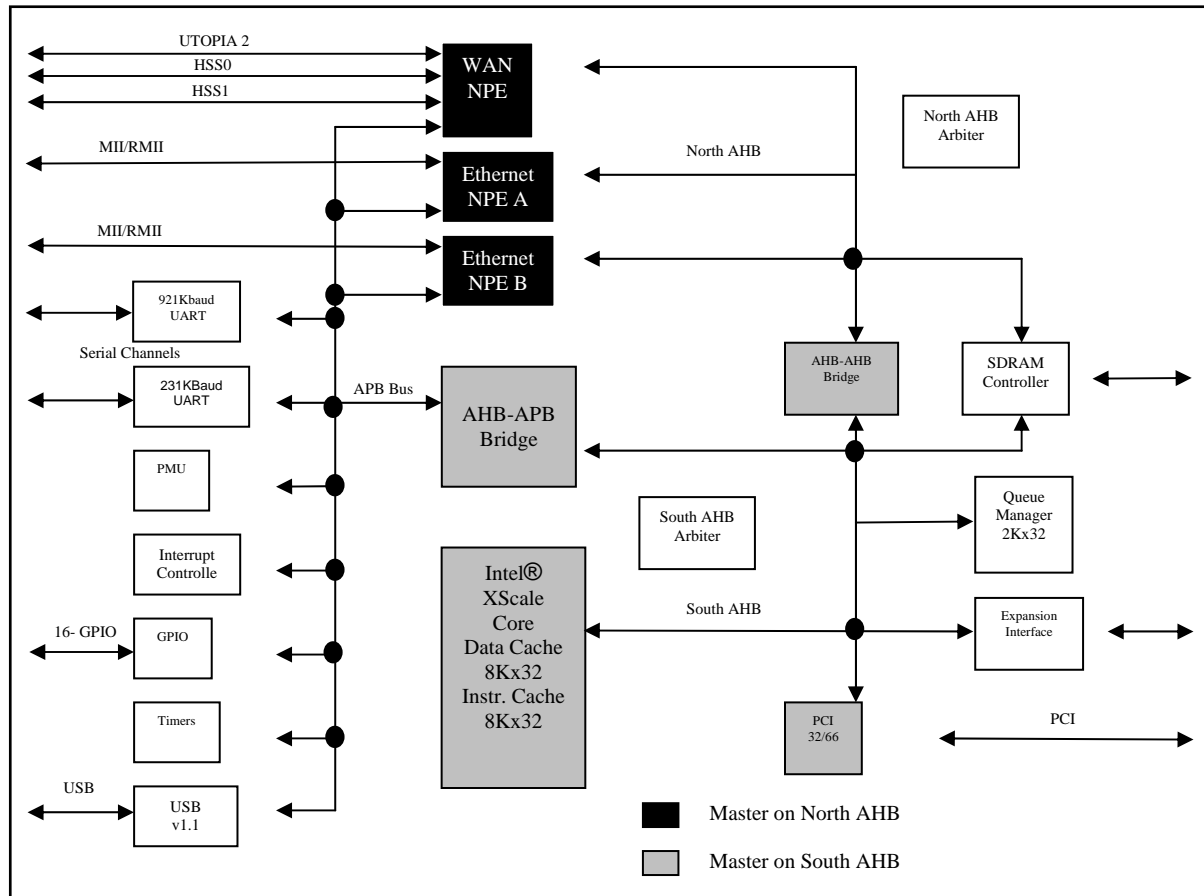 UTOPIA 2
HSS0
HSS1
WAN
NPE
North AHB
Arbiter
MII/RMII
North AHB
Ethernet
NPE A
MII/RMII
Ethernet
NPE B
921Kbaud
UART
Serial Channels
231KBaud
UART
APB Bus
AHB-APB
Bridge
AHB-AHB
Bridge
SDRAM
Controller
PMU
South AHB
Arbiter
Queue
Manager
2Kx32
Interrupt
Controlle
Intel®
XScale
Core
Data Cache
8Kx32
Instr. Cache
8Kx32
South AHB
Expansion
Interface
16- GPIO
GPIO
Timers
PCI
32/66
PCI
USB
USB
v1.1
Master on North AHB
Master on South AHB